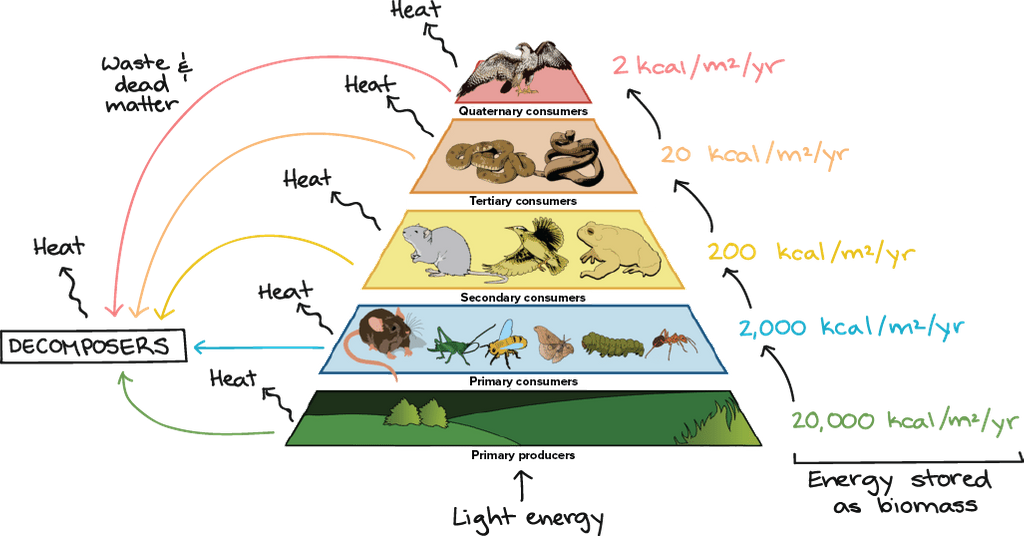 Heat
Waste &
dead
matter
2 kcal/m²/yr
Heat
Quaternary consumers
20 kcal/m²/yr
Heat
Tertiary consumers
Heat
200 kcal/m²/yr
Heat
Secondary consumers
2,000 kcal/m²/yr
DECOMPOSERS
Heat
Primary consumers
20,000 kcal/m²/yr
Primary producers
Energy stored
as biomass
Light energy